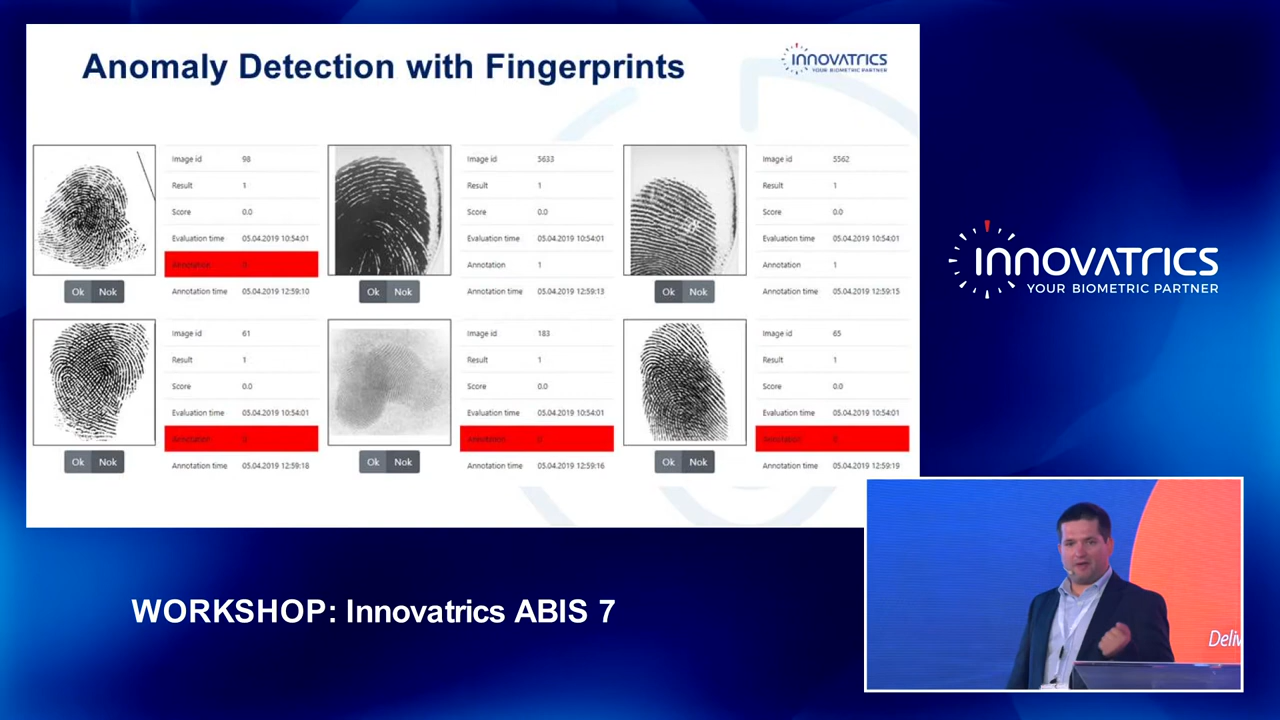 Anomaly Detection with Fingerprints
INNOVATRICS
YOUR BIOMETRIC PARTNER
Image id 98
Result 1
Score 0.0
Evaluation time 05.04.2019 10:54:01
Annotation 0
Annotation time 05.04.2019 12:59:10
Ok Nok
Image id 5633
Result 1
Score 0.0
Evaluation time 05.04.2019 10:54:01
Annotation 1
Annotation time 05.04.2019 12:59:13
Ok Nok
Image id 5562
Result 1
Score 0.0
Evaluation time 05.04.2019 10:54:01
Annotation 1
Annotation time 05.04.2019 12:59:15
Ok Nok
Image id 61
Result 1
Score 0.0
Evaluation time 05.04.2019 10:54:01
Annotation 0
Annotation time 05.04.2019 12:59:18
Ok Nok
Image id 183
Result 1
Score 0.0
Evaluation time 05.04.2019 10:54:01
Annotation 0
Annotation time 05.04.2019 12:59:16
Ok Nok
Image id 65
Result 1
Score 0.0
Evaluation time 05.04.2019 10:54:01
Annotation 0
Annotation time 05.04.2019 12:59:19
Ok Nok
INNOVATRICS
YOUR BIOMETRIC PARTNER
WORKSHOP: Innovatrics ABIS 7
Deliv